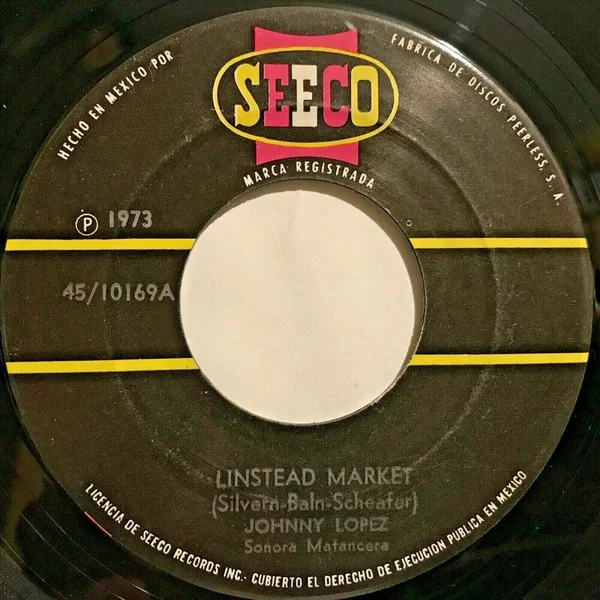 HECHO EN MEXICO POR
FABRICA DE DISCOS PEERLESS, S. A.
SEECO
MARCA REGISTRADA
Ⓟ 1973
45/10169A
LINSTEAD MARKET
(Silvern-Baln-Scheafer)
JOHNNY LOPEZ
Sonora Matancera
LICENCIA DE SEECO RECORDS INC.- CUBIERTO EL DERECHO DE EJECUCION PUBLICA EN MEXICO